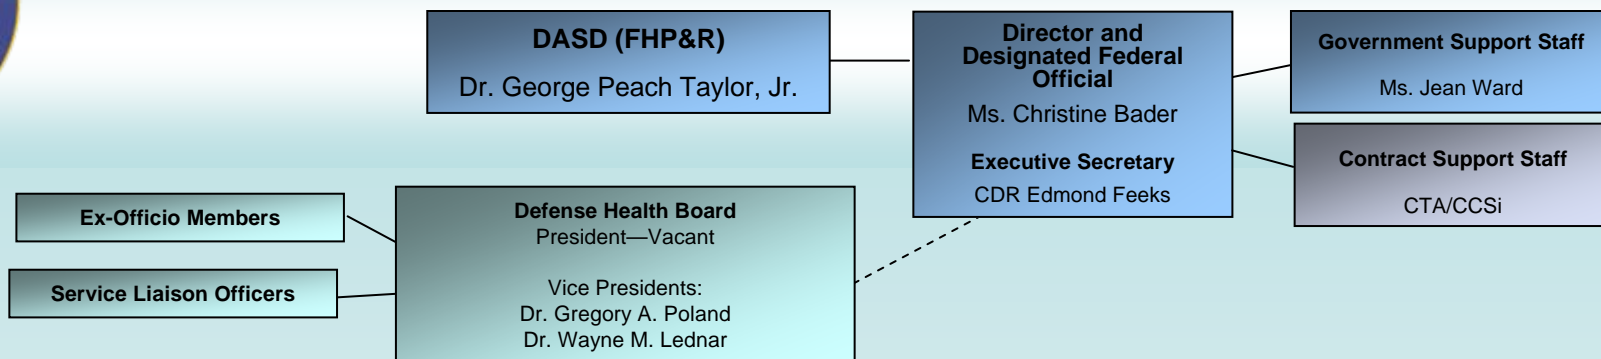 DASD (FHP&R)
Dr. George Peach Taylor, Jr.
Director and
Designated Federal
Official
Ms. Christine Bader
Executive Secretary
CDR Edmond Feeks
Government Support Staff
Ms. Jean Ward
Contract Support Staff
CTA/CCSi
Ex-Officio Members
Service Liaison Officers
Defense Health Board
President—Vacant
Vice Presidents:
Dr. Gregory A. Poland
Dr. Wayne M. Lednar